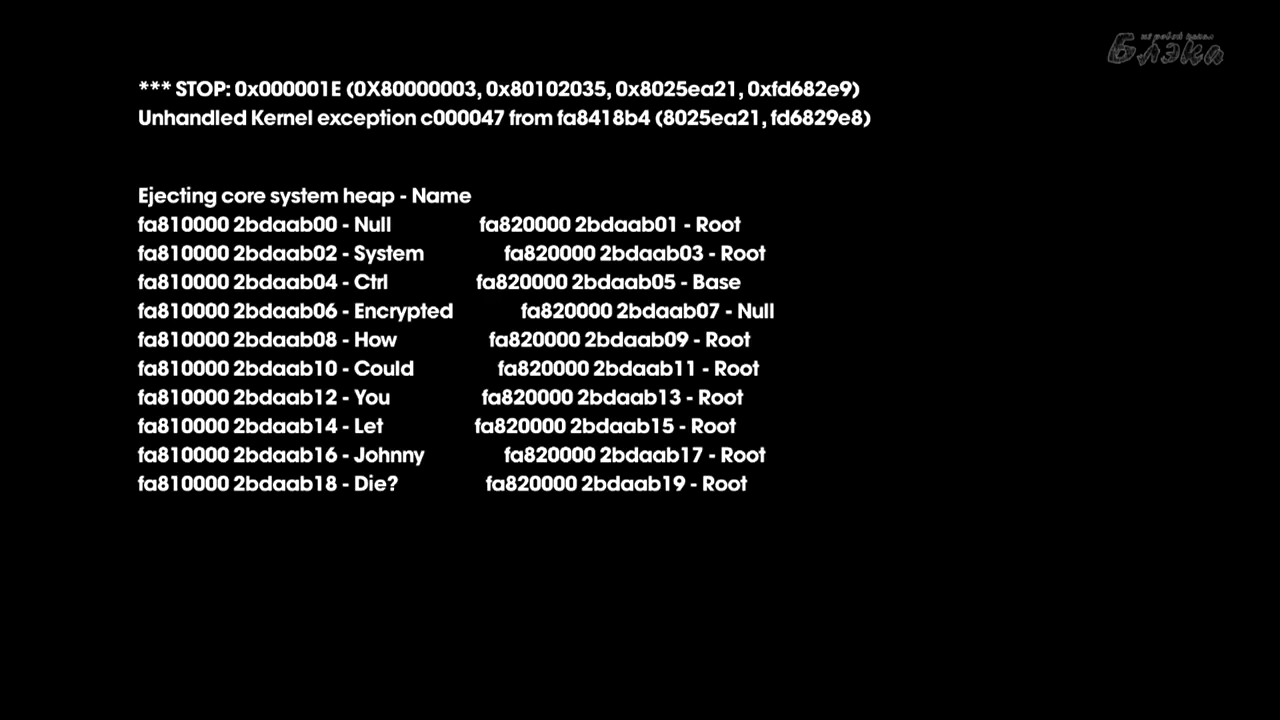 Блэка
*** STOP: 0x000001E (0X80000003, 0x80102035, 0x8025ea21, 0xfd682e9)
Unhandled Kernel exception c000047 from fa8418b4 (8025ea21, fd6829e8)
Ejecting core system heap - Name
fa810000 2bdaab00 - Null fa820000 2bdaab01 - Root
fa810000 2bdaab02 - System fa820000 2bdaab03 - Root
fa810000 2bdaab04 - Ctrl fa820000 2bdaab05 - Base
fa810000 2bdaab06 - Encrypted fa820000 2bdaab07 - Null
fa810000 2bdaab08 - How fa820000 2bdaab09 - Root
fa810000 2bdaab10 - Could fa820000 2bdaab11 - Root
fa810000 2bdaab12 - You fa820000 2bdaab13 - Root
fa810000 2bdaab14 - Let fa820000 2bdaab15 - Root
fa810000 2bdaab16 - Johnny fa820000 2bdaab17 - Root
fa810000 2bdaab18 - Die? fa820000 2bdaab19 - Root